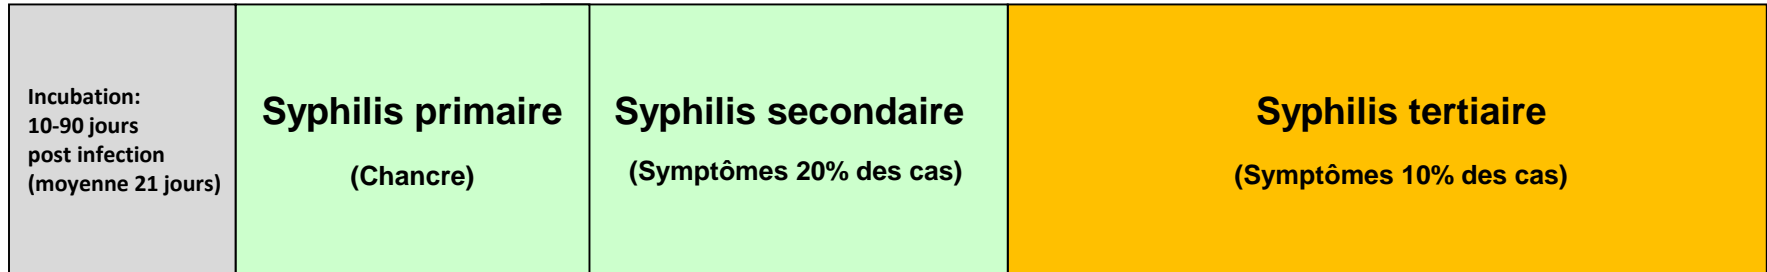 Incubation:
10-90 jours
post infection
(moyenne 21 jours)
Syphilis primaire
(Chancre)
Syphilis secondaire
(Symptômes 20% des cas)
Syphilis tertiaire
(Symptômes 10% des cas)